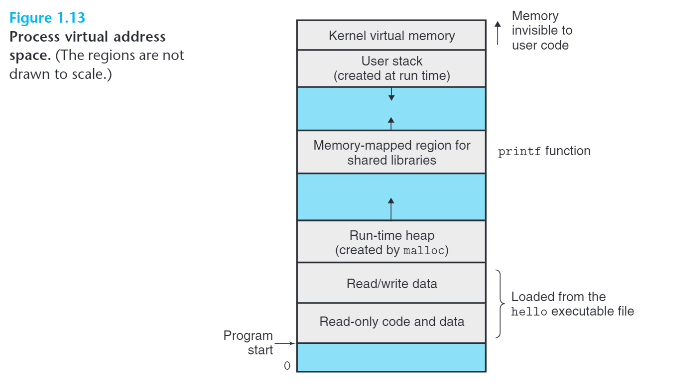 Figure 1.13
Process virtual address
space. (The regions are not
drawn to scale.)
Kernel virtual memory
Memory
invisible to
user code
User stack
(created at run time)
Memory-mapped region for
shared libraries
printf function
Run-time heap
(created by malloc)
Read/write data
Loaded from the
hello executable file
Read-only code and data
Program
start
0